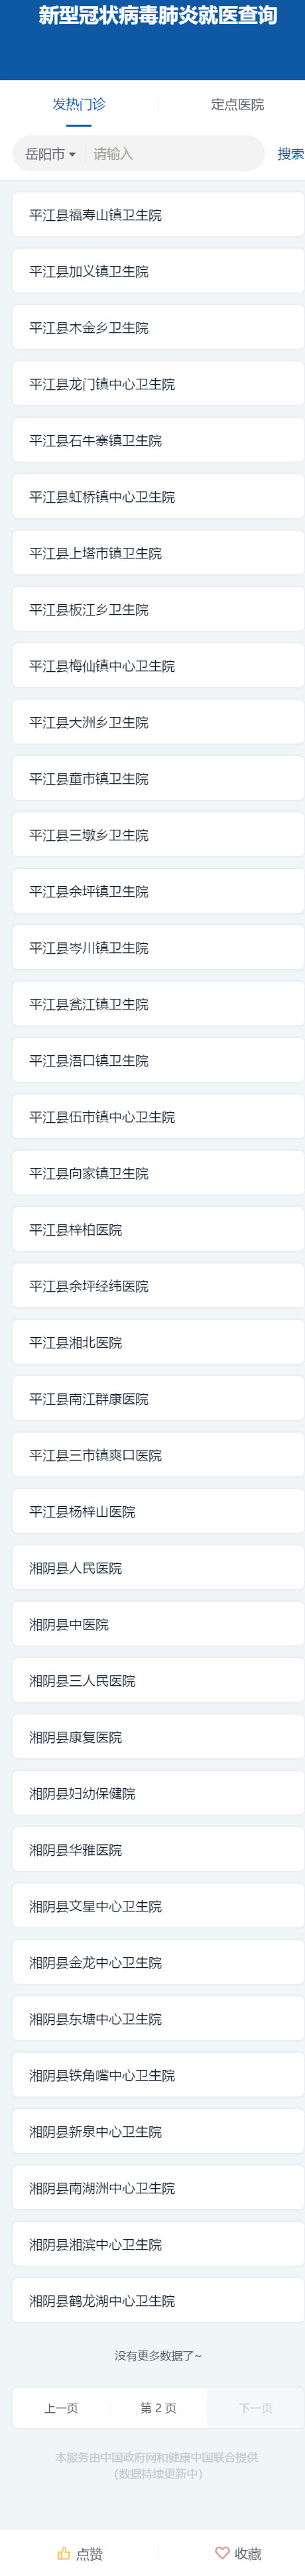 新型冠状病毒肺炎就医查询
发热门诊 定点医院
岳阳市 请输入 搜索
平江县福寿山镇卫生院
平江县加义镇卫生院
平江县木金乡卫生院
平江县龙门镇中心卫生院
平江县石牛寨镇卫生院
平江县虹桥镇中心卫生院
平江县上塔市镇卫生院
平江县板江乡卫生院
平江县梅仙镇中心卫生院
平江县大洲乡卫生院
平江县童市镇卫生院
平江县三墩乡卫生院
平江县余坪镇卫生院
平江县岑川镇卫生院
平江县瓮江镇卫生院
平江县浯口镇卫生院
平江县伍市镇中心卫生院
平江县向家镇卫生院
平江县梓柏医院
平江县余坪经纬医院
平江县湘北医院
平江县南江群康医院
平江县三市镇爽口医院
平江县杨梓山医院
湘阴县人民医院
湘阴县中医院
湘阴县三人民医院
湘阴县康复医院
湘阴县妇幼保健院
湘阴县华雅医院
湘阴县文星中心卫生院
湘阴县金龙中心卫生院
湘阴县东塘中心卫生院
湘阴县铁角嘴中心卫生院
湘阴县新泉中心卫生院
湘阴县南湖洲中心卫生院
湘阴县湘滨中心卫生院
湘阴县鹤龙湖中心卫生院
没有更多数据了~
上一页 第 2 页 下一页
本服务由中国政府网和健康中国联合提供
（数据持续更新中）
点赞 收藏